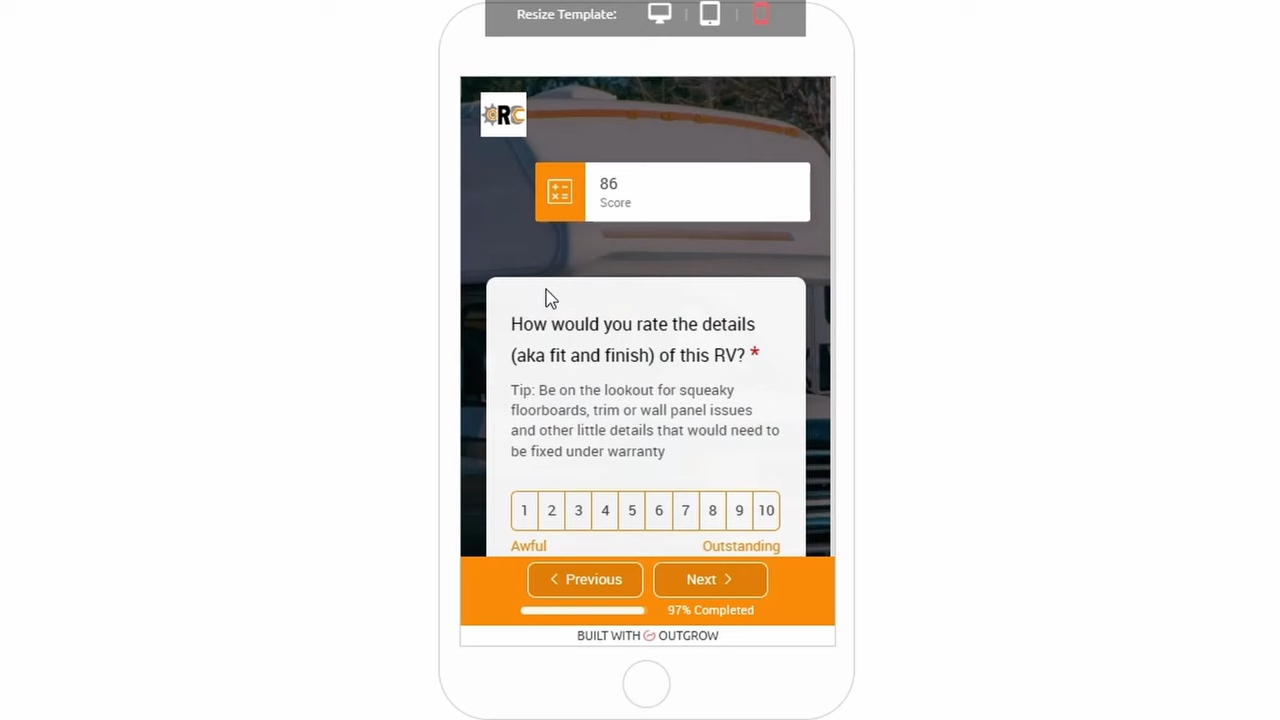 Resize Template:
RC
86
Score
How would you rate the details
(aka fit and finish) of this RV? *
Tip: Be on the lookout for squeaky
floorboards, trim or wall panel issues
and other little details that would need to
be fixed under warranty
1 2 3 4 5 6 7 8 9 10
Awful Outstanding
Previous Next
97% Completed
BUILT WITH OUTGROW